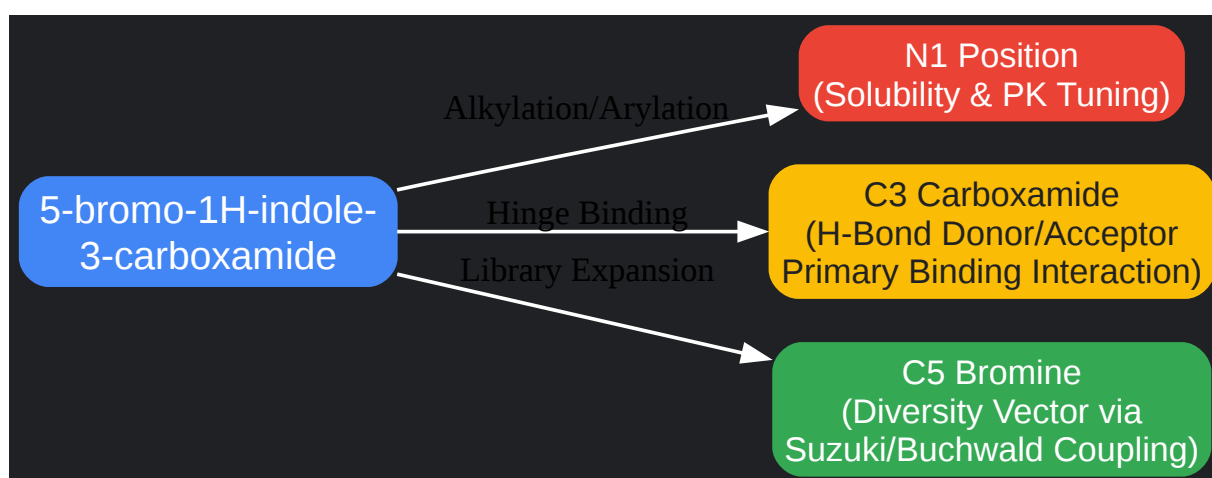 5-bromo-1H-indole-
3-carboxamide
Alkylation/Arylation
Hinge Binding
Library Expansion
N1 Position
(Solubility & PK Tuning)
C3 Carboxamide
(H-Bond Donor/Acceptor
Primary Binding Interaction)
C5 Bromine
(Diversity Vector via
Suzuki/Buchwald Coupling)